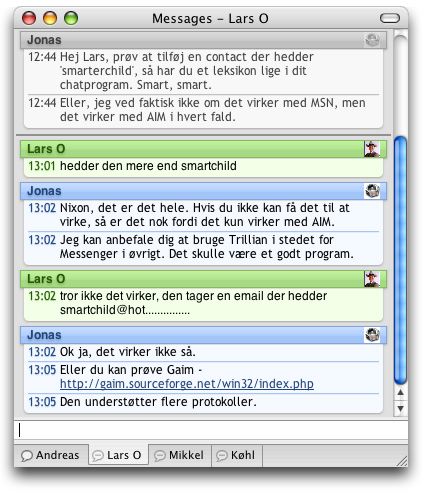 Messages – Lars O
Jonas
12:44 Hej Lars, prøv at tilføj en contact der hedder
'smarterchild', så har du et leksikon lige i dit
chatprogram. Smart, smart.
12:44 Eller, jeg ved faktisk ikke om det virker med MSN, men
det virker med AIM i hvert fald.
Lars O
13:01 hedder den mere end smartchild
Jonas
13:02 Nixon, det er det hele. Hvis du ikke kan få det til at
virke, så er det nok fordi det kun virker med AIM.
13:02 Jeg kan anbefale dig at bruge Trillian i stedet for
Messenger i øvrigt. Det skulle være et godt program.
Lars O
13:02 tror ikke det virker, den tager en email der hedder
smartchild@hot...............
Jonas
13:02 Ok ja, det virker ikke så.
13:05 Eller du kan prøve Gaim -
http://gaim.sourceforge.net/win32/index.php
13:05 Den understøtter flere protokoller.
Andreas Lars O Mikkel Køhl